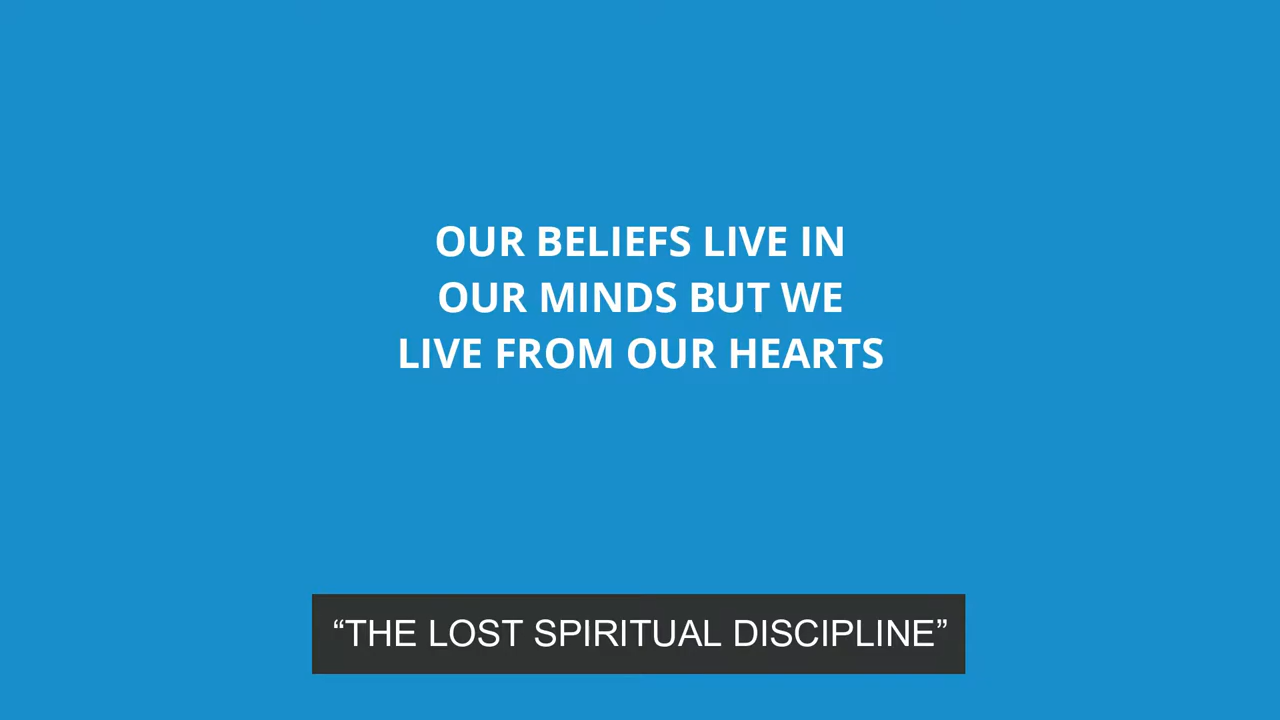 OUR BELIEFS LIVE IN
OUR MINDS BUT WE
LIVE FROM OUR HEARTS
“THE LOST SPIRITUAL DISCIPLINE”